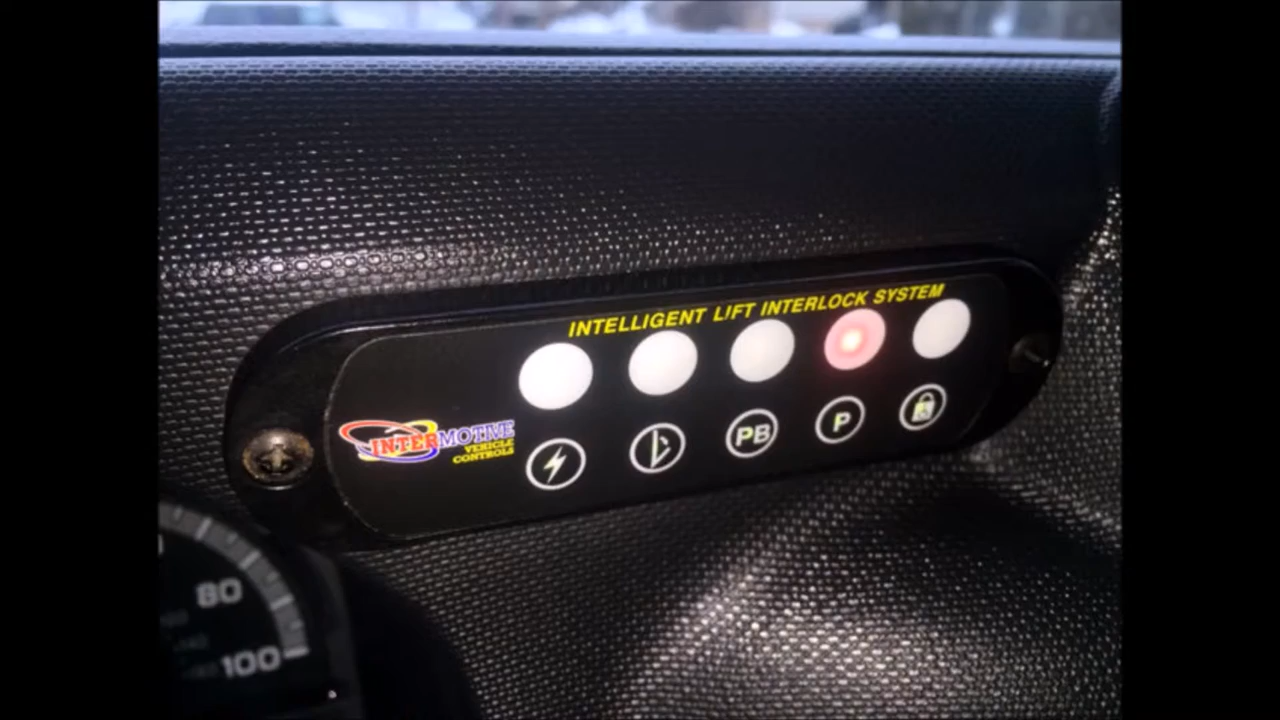 INTELLIGENT LIFT INTERLOCK SYSTEM
INTERMOTIVE
VEHICLE
CONTROLS
PB
P
80
100